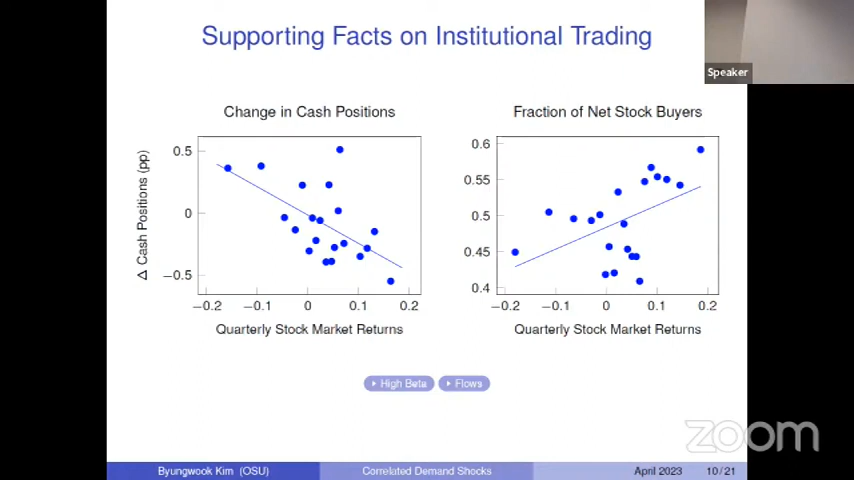 Supporting Facts on Institutional Trading
Speaker
Change in Cash Positions
Δ Cash Positions (pp)
0.5
0
−0.5
−0.2 −0.1 0 0.1 0.2
Quarterly Stock Market Returns
Fraction of Net Stock Buyers
0.6
0.55
0.5
0.45
0.4
−0.2 −0.1 0 0.1 0.2
Quarterly Stock Market Returns
High Beta Flows
zoom
Byungwook Kim (OSU) Correlated Demand Shocks April 2023 10/21